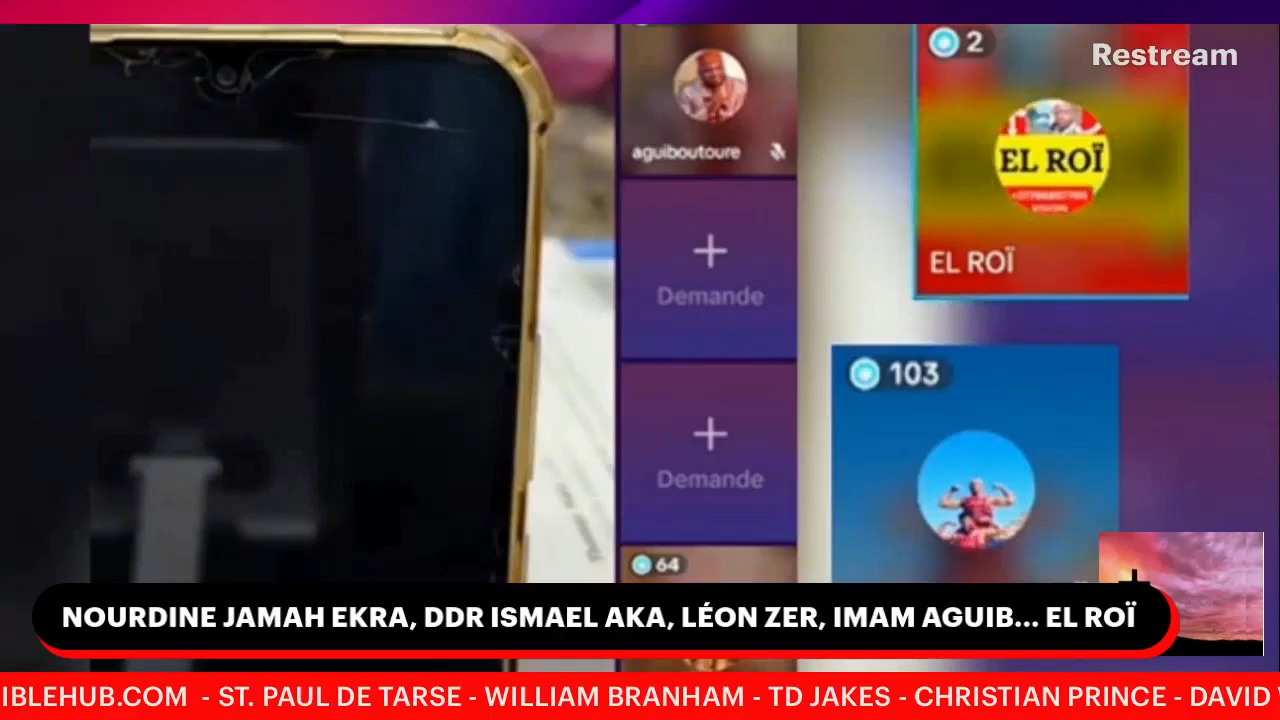 2
Restream
aguiboutoure
EL ROÏ
EL ROÏ
Demande
103
Demande
64
NOURDINE JAMAH EKRA, DDR ISMAEL AKA, LÉON ZER, IMAM AGUIB... EL ROÏ
IBLEHUB.COM - ST. PAUL DE TARSE - WILLIAM BRANHAM - TD JAKES - CHRISTIAN PRINCE - DAVID